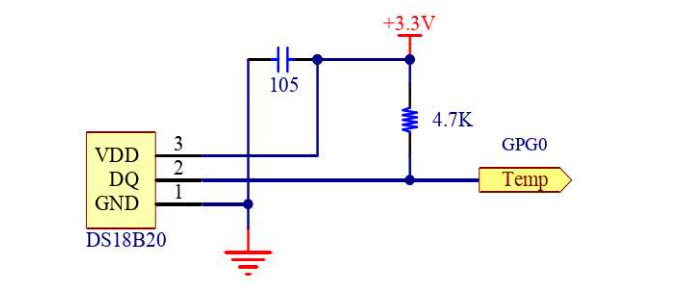 +3.3V
105
4.7K
GPG0
VDD 3
DQ 2
Temp
GND 1
DS18B20